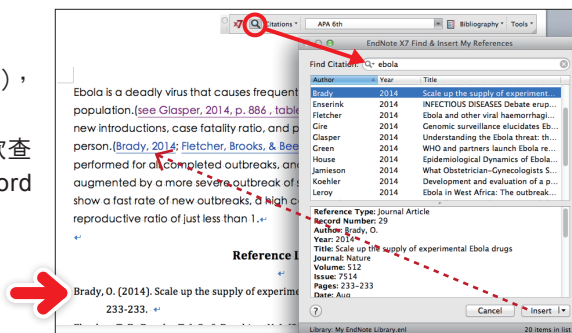 ) ，
查
ord
X7 Citations APA 6th Bibliography Tools
Ebola is a deadly virus that causes frequent
population.(see Glasper, 2014, p. 886 , table
new introductions, case fatality ratio, and p
person.(Brady, 2014; Fletcher, Brooks, & Bee
performed for all completed outbreaks, and
augmented by a more severe outbreak of s
show a fast rate of new outbreaks, a high c
reproductive ratio of just less than 1.
Reference L
Brady, O. (2014). Scale up the supply of experime
233-233.
EndNote X7 Find & Insert My References
Find Citation: ebola
Author Year Title
Brady 2014 Scale up the supply of experiment...
Enserink 2014 INFECTIOUS DISEASES Debate erup...
Fletcher 2014 Ebola and other viral haemorrhagi...
Gire 2014 Genomic surveillance elucidates Eb...
Glasper 2014 Understanding the Ebola threat: th...
Green 2014 WHO and partners launch Ebola re...
House 2014 Epidemiological Dynamics of Ebola...
Jamieson 2014 What Obstetrician-Gynecologists S...
Koehler 2014 Development and evaluation of a p...
Leroy 2014 Ebola in West Africa: The outbreak...
Reference Type: Journal Article
Record Number: 29
Author: Brady, O.
Year: 2014
Title: Scale up the supply of experimental Ebola drugs
Journal: Nature
Volume: 512
Issue: 7514
Pages: 233-233
Date: Aug
? Cancel Insert
Library: My EndNote Library.enl 20 items in list